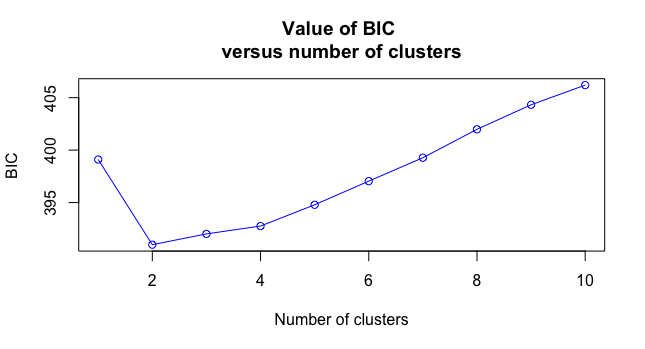 Value of BIC
versus number of clusters
405
400
395
BIC
2 4 6 8 10
Number of clusters